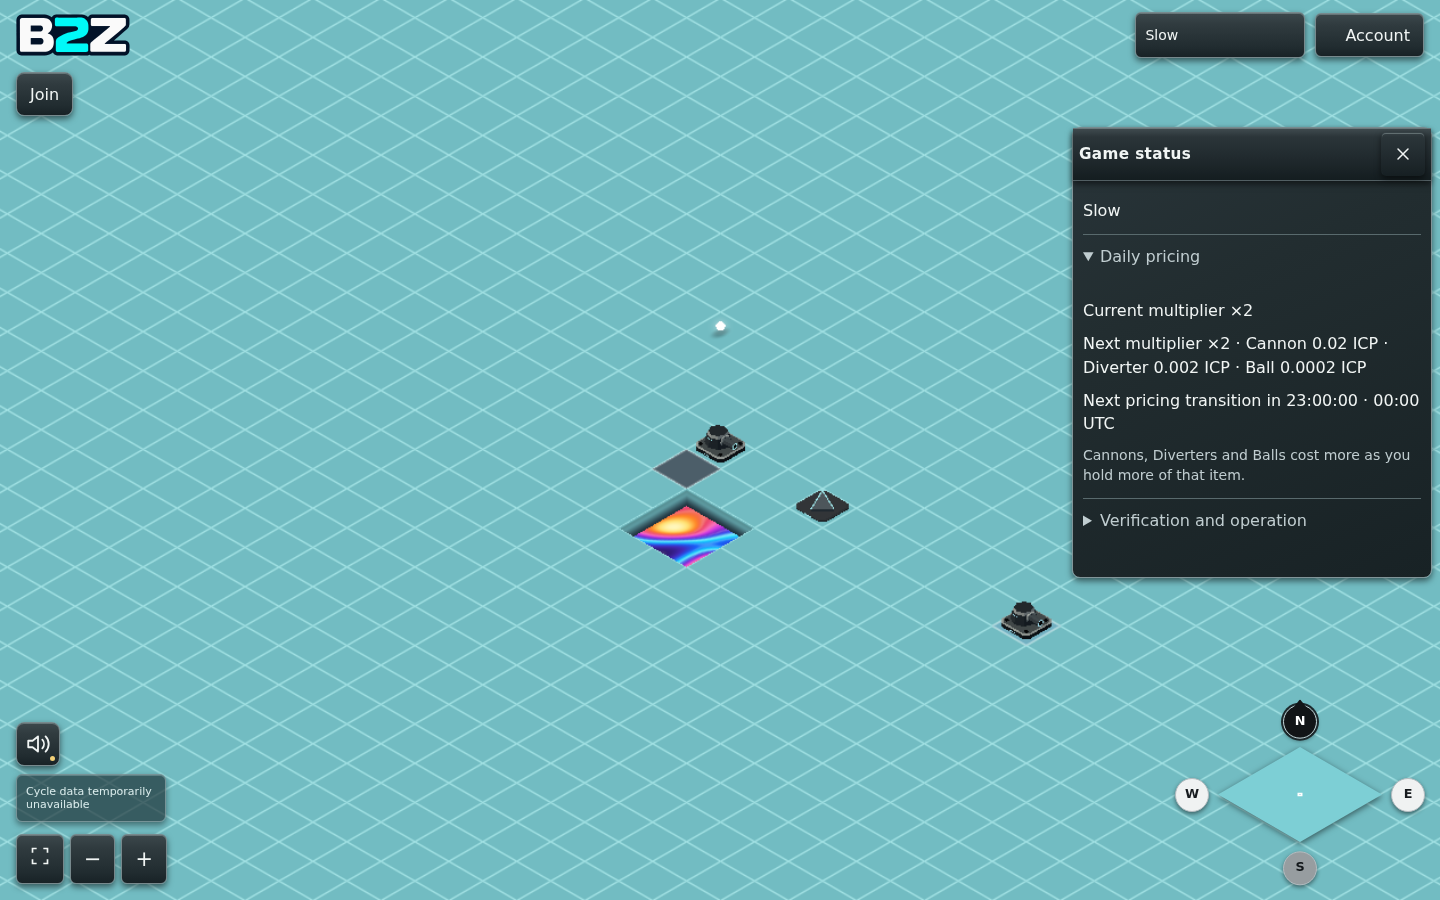 B2Z
Slow
Account
Join
Game status
Slow
Daily pricing
Current multiplier ×2
Next multiplier ×2 · Cannon 0.02 ICP ·
Diverter 0.002 ICP · Ball 0.0002 ICP
Next pricing transition in 23:00:00 · 00:00
UTC
Cannons, Diverters and Balls cost more as you
hold more of that item.
Verification and operation
N
W
E
S
Cycle data temporarily
unavailable